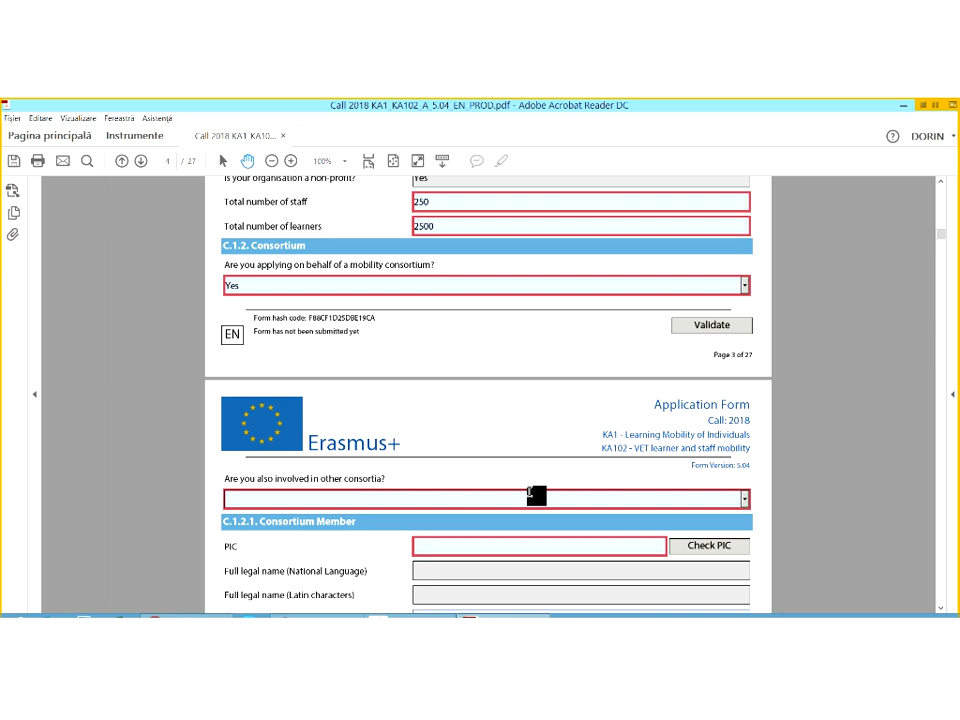 Call 2018 KA1_KA102_A_5.04_EN_PROD.pdf - Adobe Acrobat Reader DC
Fișier Editare Vizualizare Fereastră Asistență
Pagina principală Instrumente Call 2018 KA1_KA10... ×
DORIN
4 / 27 100%
Is your organisation a non-profit? Yes
Total number of staff 250
Total number of learners 2500
C.1.2. Consortium
Are you applying on behalf of a mobility consortium?
Yes
Form hash code: F88CF1D25DBE19CA
EN Form has not been submitted yet Validate
Page 3 of 27
Application Form
Call: 2018
Erasmus+ KA1 - Learning Mobility of Individuals
KA102 - VET learner and staff mobility
Form Version: 5.04
Are you also involved in other consortia?
C.1.2.1. Consortium Member
PIC Check PIC
Full legal name (National Language)
Full legal name (Latin characters)